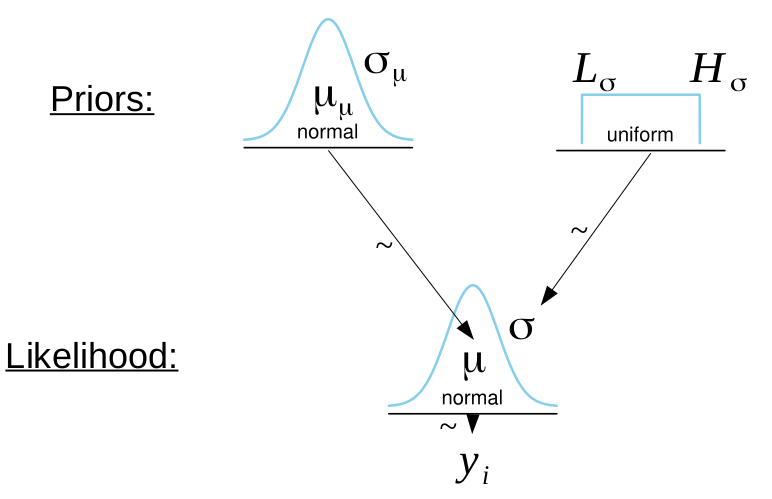 Priors:
μμ σμ
normal
Lσ Hσ
uniform
~
~
Likelihood:
μ σ
normal
~
yi